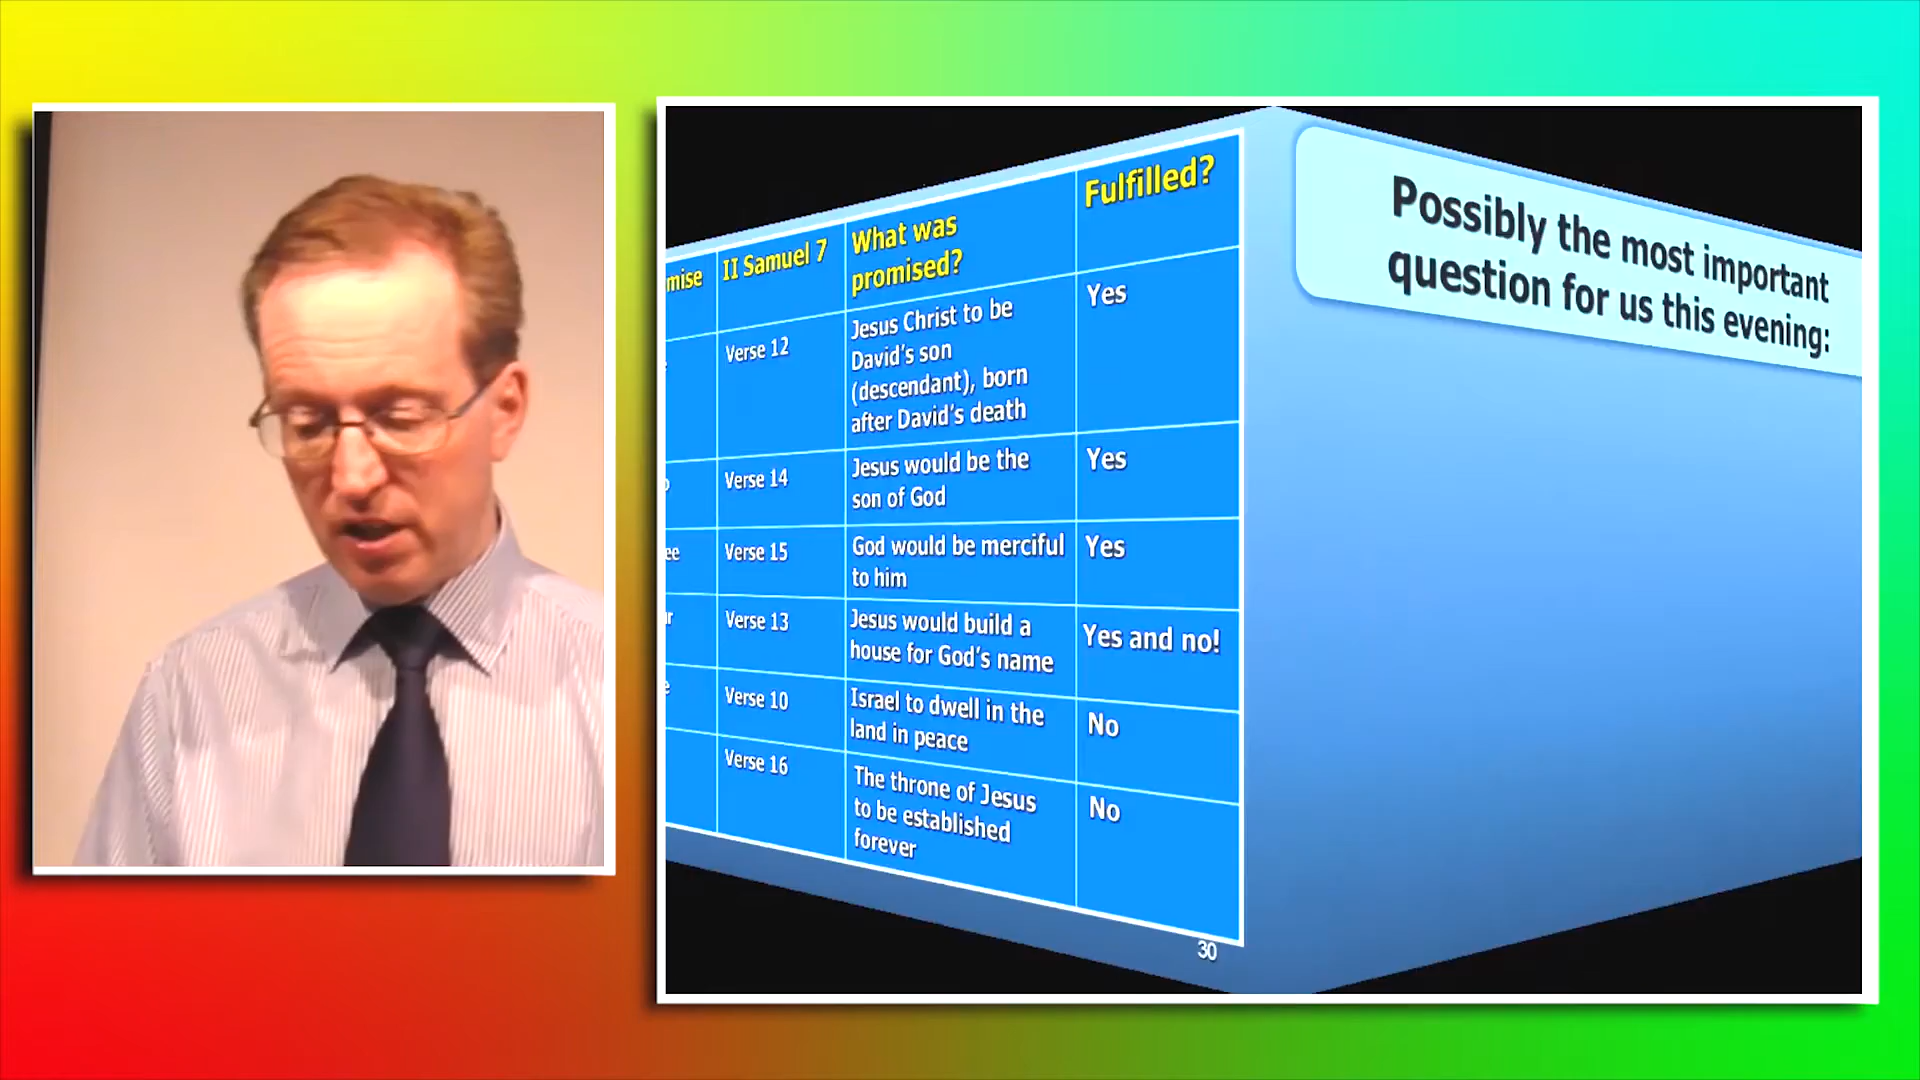 Fulfilled?
II Samuel 7
What was
promised?
Verse 12
Jesus Christ to be
David's son
(descendant), born
after David's death
Yes
Verse 14
Jesus would be the
son of God
Yes
Verse 15
God would be merciful
to him
Yes
Verse 13
Jesus would build a
house for God's name
Yes and no!
Verse 10
Israel to dwell in the
land in peace
No
Verse 16
The throne of Jesus
to be established
forever
No
30
Possibly the most important
question for us this evening: